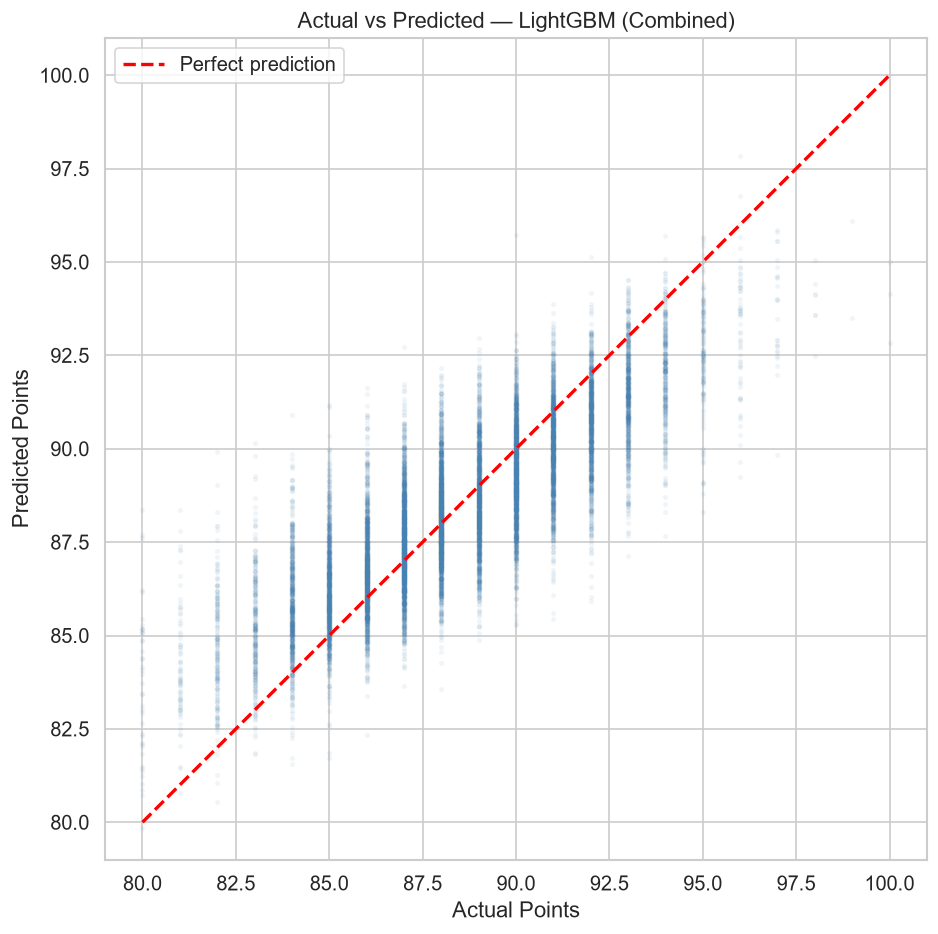 Actual vs Predicted — LightGBM (Combined)
Perfect prediction
100.0
97.5
95.0
92.5
90.0
87.5
85.0
82.5
80.0
Predicted Points
80.0 82.5 85.0 87.5 90.0 92.5 95.0 97.5 100.0
Actual Points